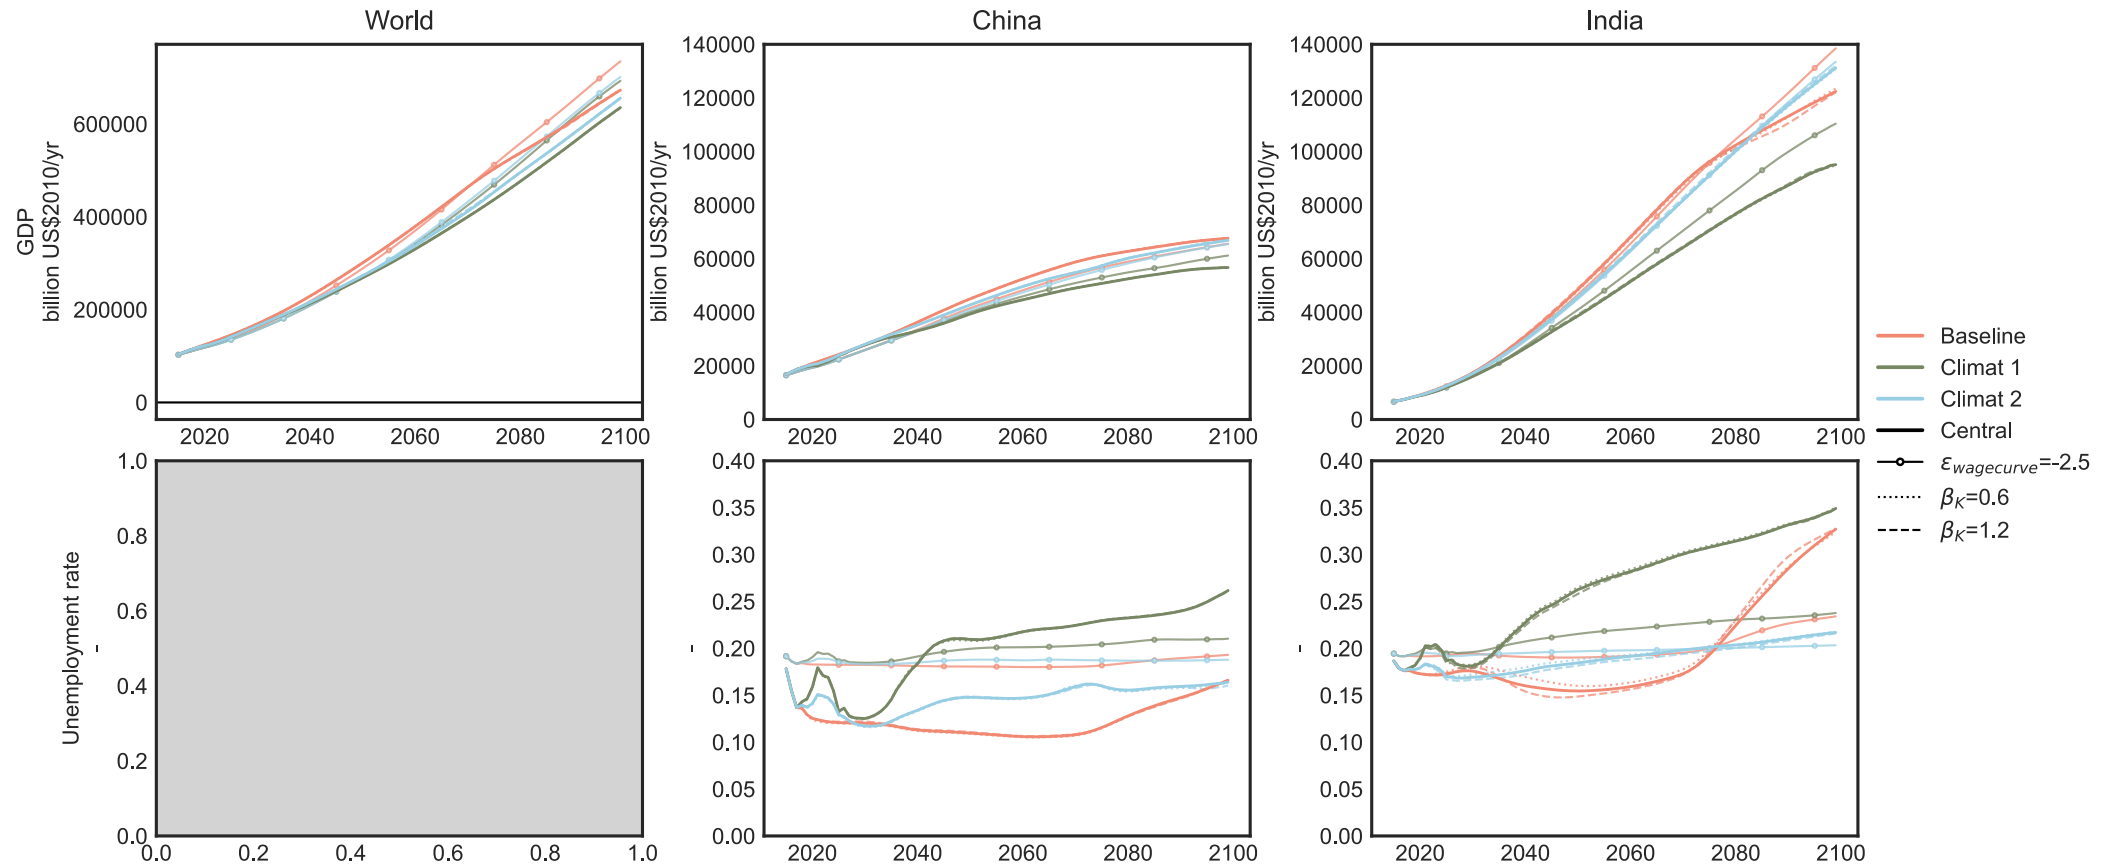 World
China
India
GDP
billion US$2010/yr
600000
400000
200000
0
2020 2040 2060 2080 2100
billion US$2010/yr
140000
120000
100000
80000
60000
40000
20000
0
2020 2040 2060 2080 2100
billion US$2010/yr
140000
120000
100000
80000
60000
40000
20000
0
2020 2040 2060 2080 2100
Baseline
Climat 1
Climat 2
Central
εwagecurve=-2.5
βK=0.6
βK=1.2
Unemployment rate
-
1.0
0.8
0.6
0.4
0.2
0.0
0.0 0.2 0.4 0.6 0.8 1.0
-
0.40
0.35
0.30
0.25
0.20
0.15
0.10
0.05
0.00
2020 2040 2060 2080 2100
-
0.40
0.35
0.30
0.25
0.20
0.15
0.10
0.05
0.00
2020 2040 2060 2080 2100